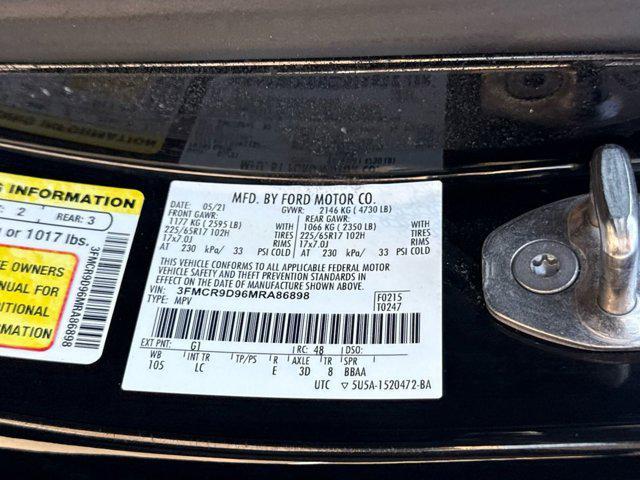 G INFORMATION
2 REAR: 3
or 1017 lbs.
E OWNERS
NUAL FOR
DITIONAL
ORMATION
3FMCR9D96MRA86898
MFD. BY FORD MOTOR CO.
DATE: 05/21 GVWR: 2146 KG ( 4730 LB)
FRONT GAWR: REAR GAWR:
1177 KG ( 2595 LB) WITH 1066 KG ( 2350 LB) WITH
225/65R17 102H TIRES 225/65R17 102H TIRES
17x7.0J RIMS 17x7.0J RIMS
AT 230 kPa/ 33 PSI COLD AT 230 kPa/ 33 PSI COLD
THIS VEHICLE CONFORMS TO ALL APPLICABLE FEDERAL MOTOR
VEHICLE SAFETY AND THEFT PREVENTION STANDARDS IN EFFECT
ON THE DATE OF MANUFACTURE SHOWN ABOVE.
VIN: 3FMCR9D96MRA86898 F0215
TYPE: MPV T0247
EXT PNT: G1 RC: 48 DSO:
WB INT TR TP/PS R AXLE TR SPR
105 LC E 3D 8 BBAA
UTC ▽ 5U5A-1520472-BA